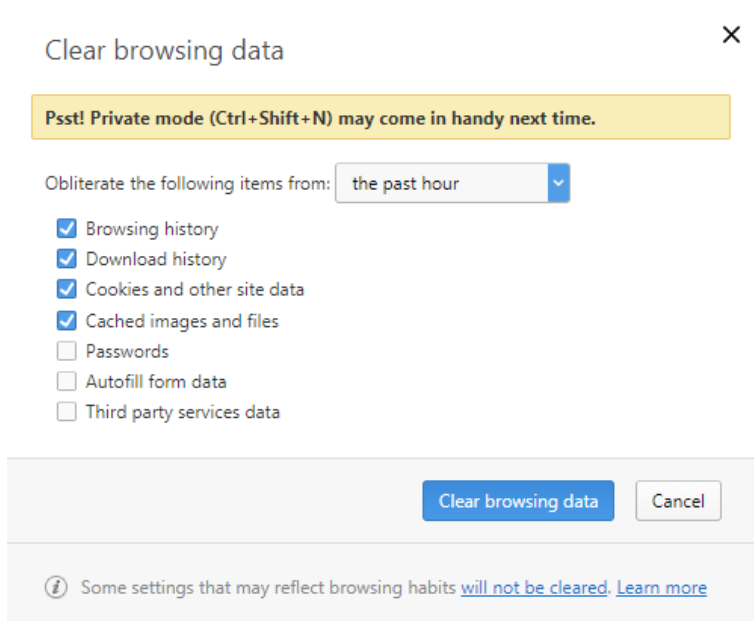 Clear browsing data
Psst! Private mode (Ctrl+Shift+N) may come in handy next time.
Obliterate the following items from: the past hour
Browsing history
Download history
Cookies and other site data
Cached images and files
Passwords
Autofill form data
Third party services data
Clear browsing data Cancel
Some settings that may reflect browsing habits will not be cleared. Learn more